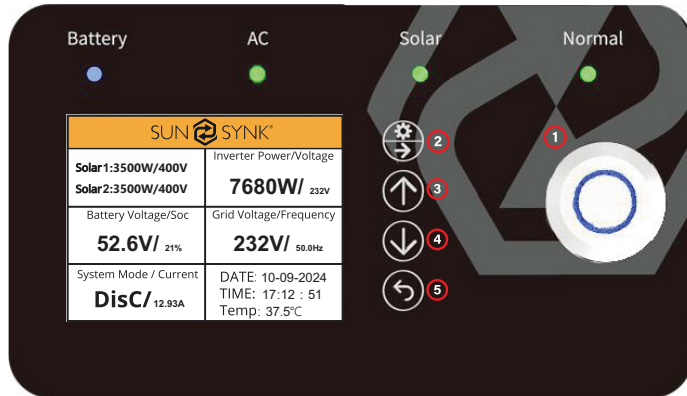 Battery AC Solar Normal
SUN SYNK®
Solar1:3500W/400V
Solar2:3500W/400V
Inverter Power/Voltage
7680W/ 232V
Battery Voltage/Soc
52.6V/ 21%
Grid Voltage/Frequency
232V/ 50.0Hz
System Mode / Current
DisC/ 12.93A
DATE: 10-09-2024
TIME: 17:12 : 51
Temp: 37.5°C
1
2
3
4
5